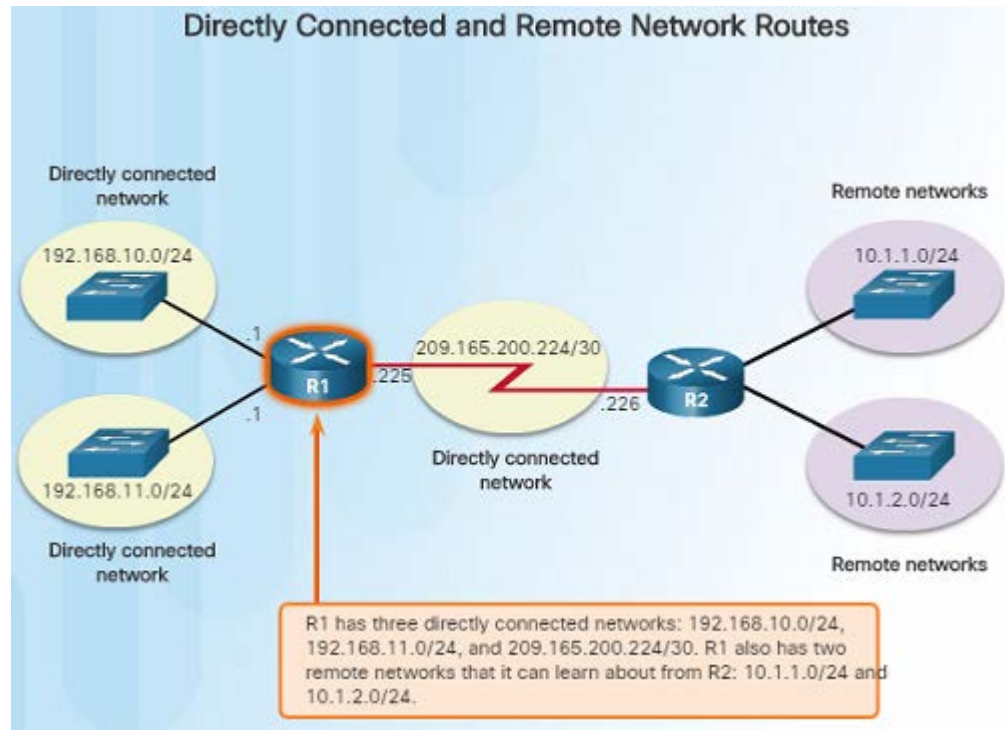 Directly Connected and Remote Network Routes
Directly connected
network
Remote networks
192.168.10.0/24
10.1.1.0/24
.1
209.165.200.224/30
R1
.225
.226
R2
.1
Directly connected
network
192.168.11.0/24
10.1.2.0/24
Directly connected
network
Remote networks
R1 has three directly connected networks: 192.168.10.0/24,
192.168.11.0/24, and 209.165.200.224/30. R1 also has two
remote networks that it can learn about from R2: 10.1.1.0/24 and
10.1.2.0/24.